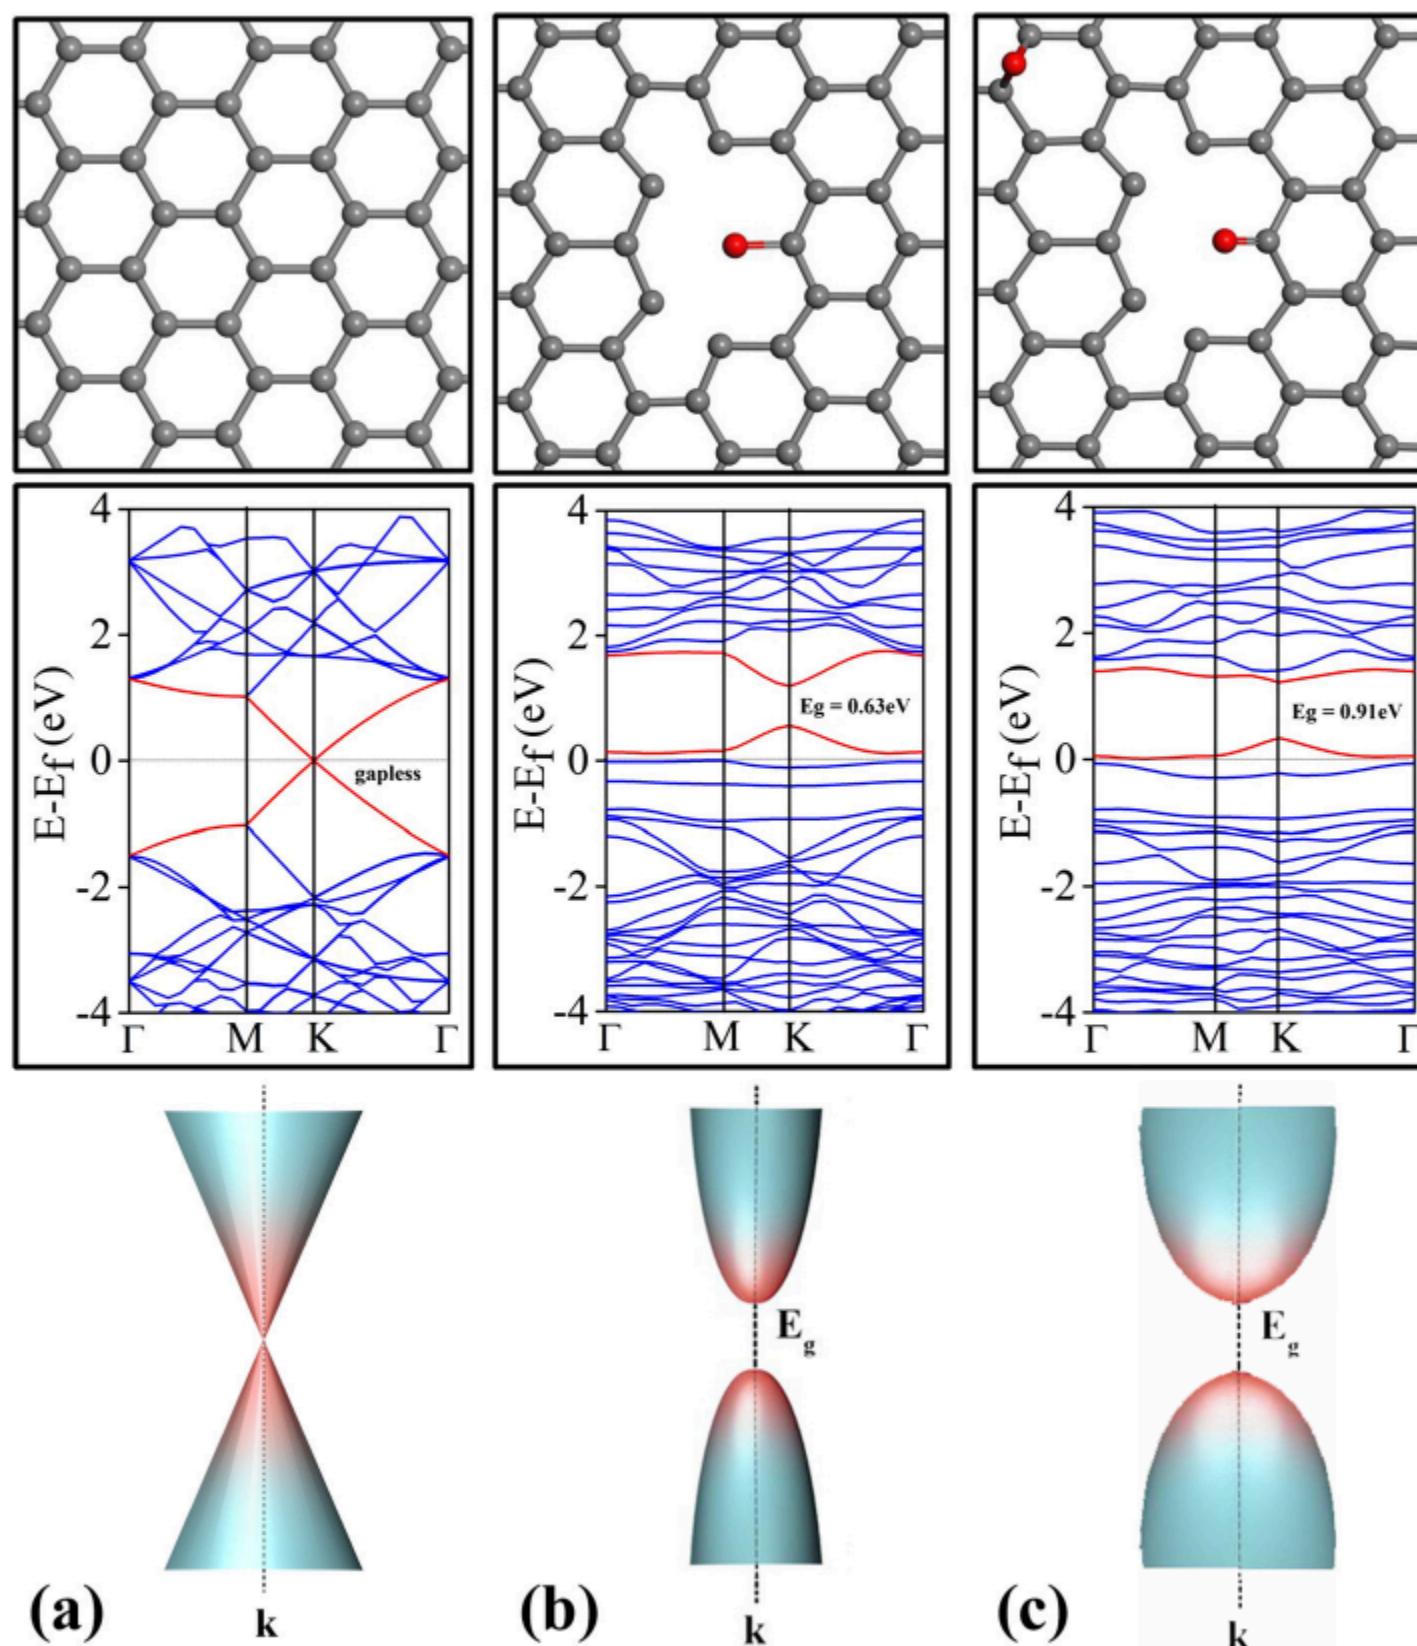 4
2
0
-2
-4
E-Ef (eV)
gapless
Γ M K Γ
4
2
0
-2
-4
E-Ef (eV)
Eg = 0.63eV
Γ M K Γ
4
2
0
-2
-4
E-Ef (eV)
Eg = 0.91eV
Γ M K Γ
Eg
Eg
(a)
k
(b)
k
(c)
k